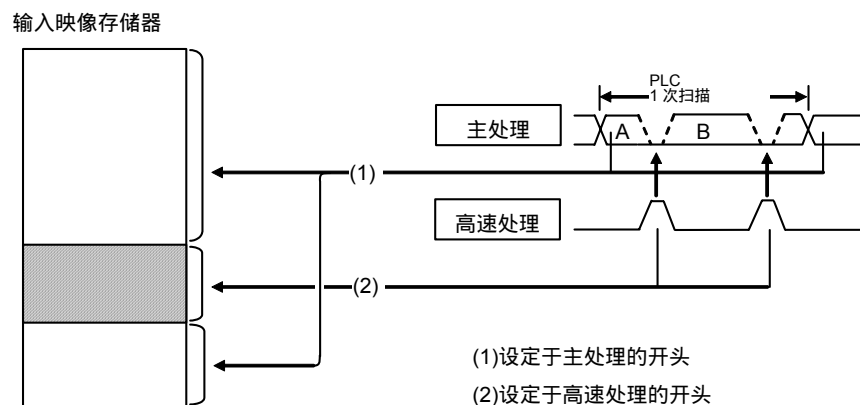 输入映像存储器
PLC
1 次扫描
主处理
A
B
(1)
高速处理
(2)
(1)设定于主处理的开头
(2)设定于高速处理的开头